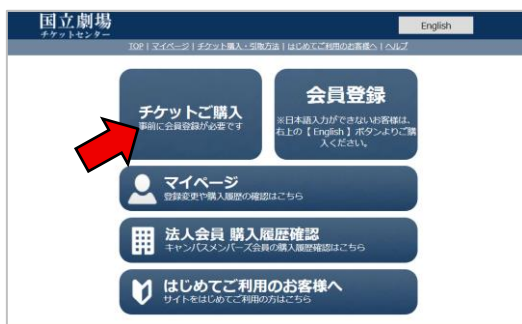 国立劇場
チケットセンター
English
TOP | マイページ | チケット購入・引取方法 | はじめてご利用のお客様へ | ヘルプ
チケットご購入
事前に会員登録が必要です
会員登録
※日本語入力ができないお客様は、
右上の【 English 】ボタンよりご購
入ください。
マイページ
登録変更や購入履歴の確認はこちら
法人会員 購入履歴確認
キャンパスメンバーズ会員の購入履歴確認はこちら
はじめてご利用のお客様へ
サイトをはじめてご利用の方はこちら